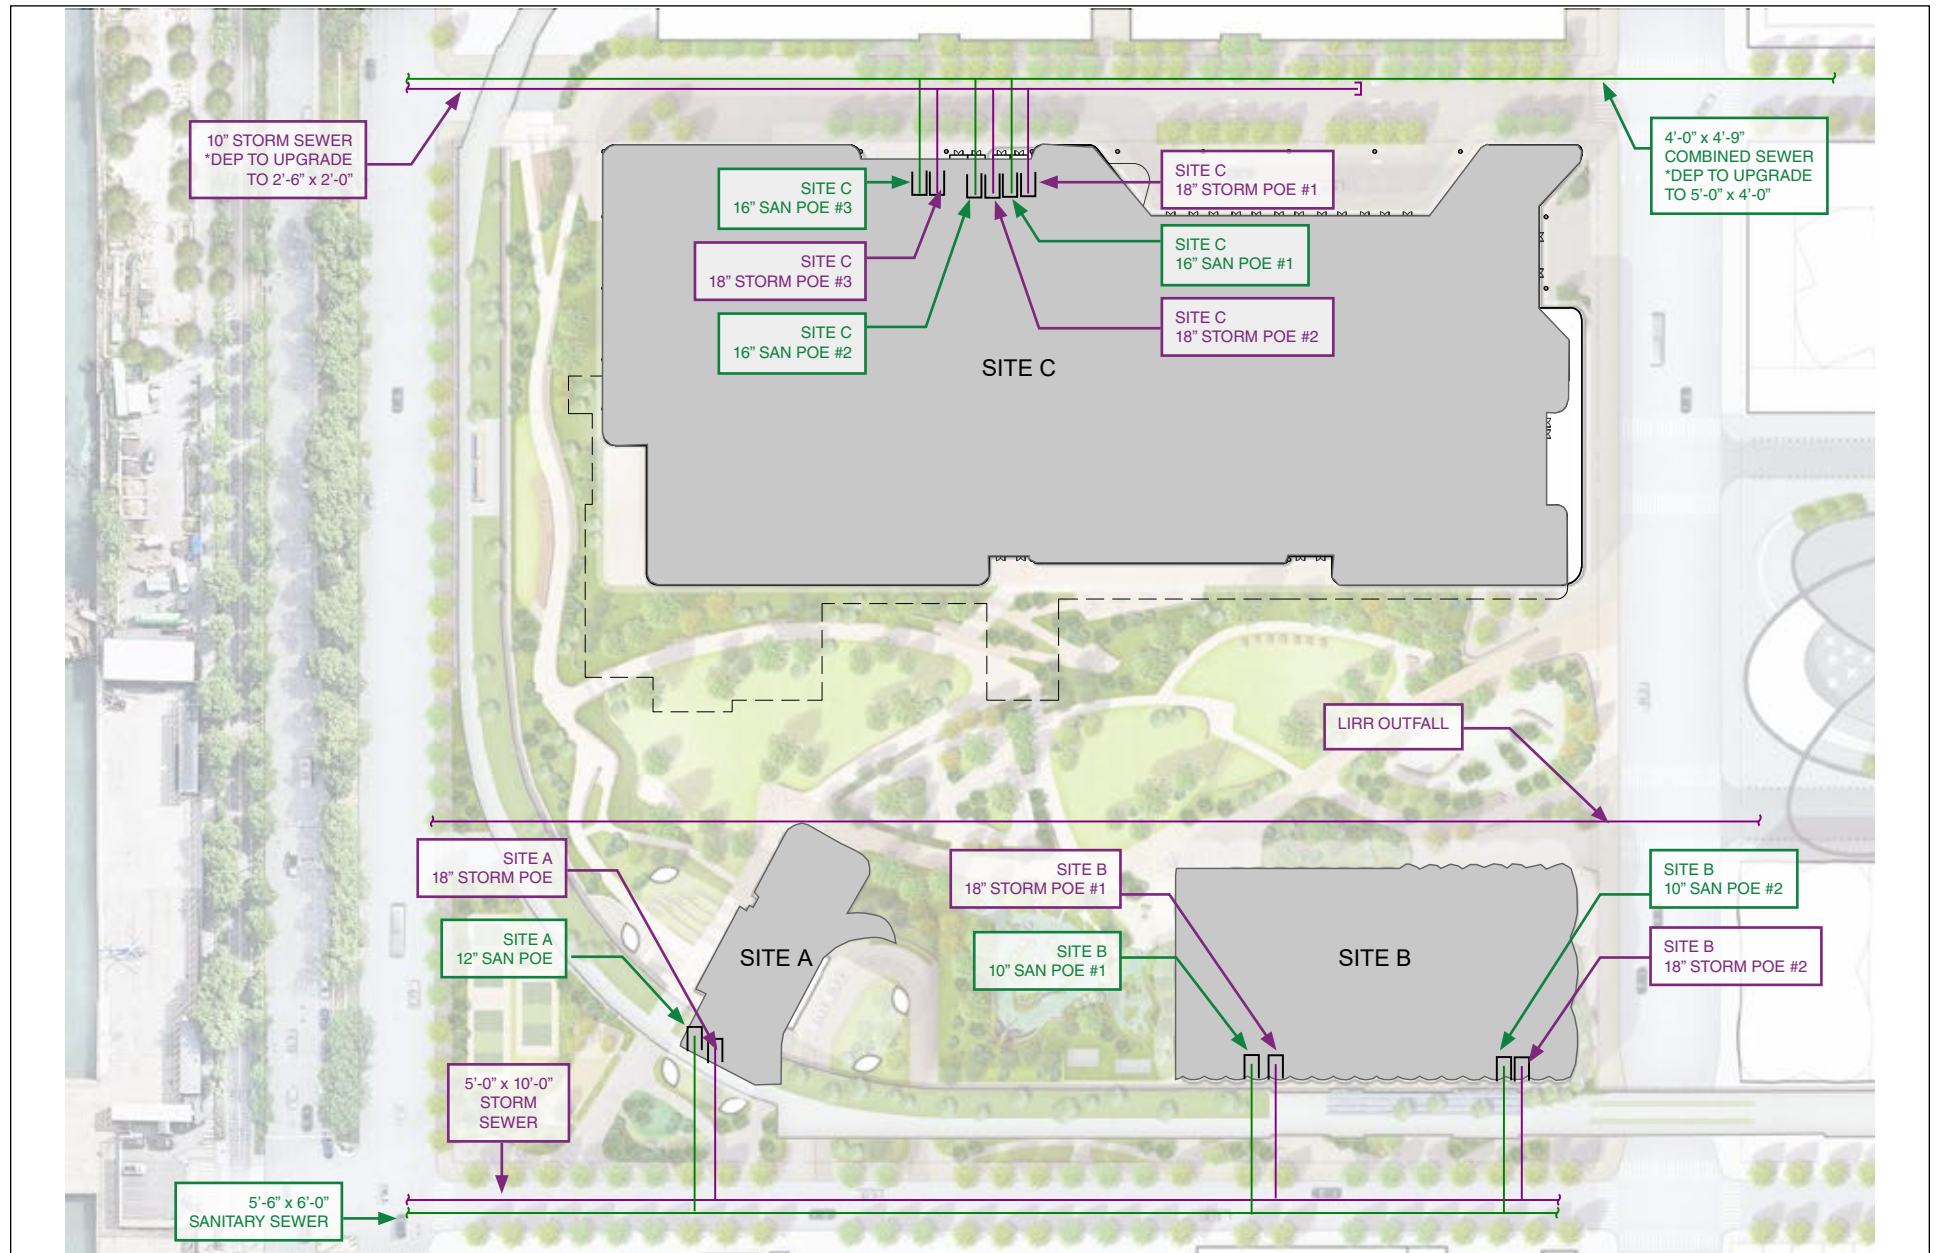 10” STORM SEWER
*DEP TO UPGRADE
TO 2’-6” x 2’-0”
4’-0” x 4’-9”
COMBINED SEWER
*DEP TO UPGRADE
TO 5’-0” x 4’-0”
SITE C
16” SAN POE #3
SITE C
18” STORM POE #1
SITE C
18” STORM POE #3
SITE C
16” SAN POE #1
SITE C
16” SAN POE #2
SITE C
18” STORM POE #2
SITE C
LIRR OUTFALL
SITE A
18” STORM POE
SITE A
12” SAN POE
SITE A
SITE B
18” STORM POE #1
SITE B
10” SAN POE #1
SITE B
SITE B
10” SAN POE #2
SITE B
18” STORM POE #2
5’-0” x 10’-0”
STORM
SEWER
5’-6” x 6’-0”
SANITARY SEWER